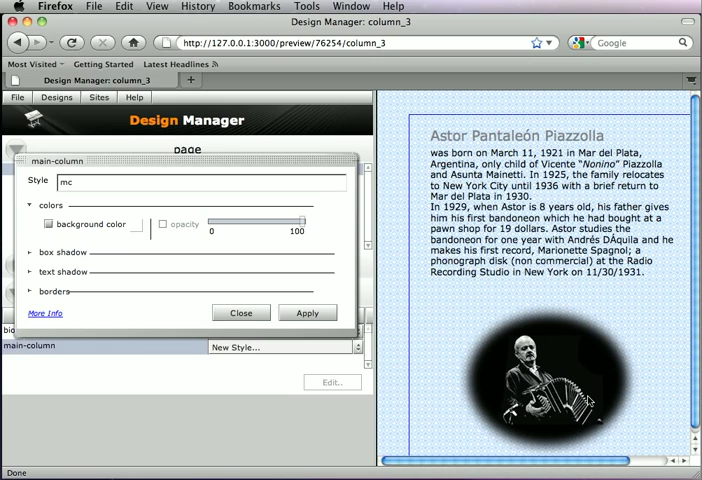 Firefox File Edit View History Bookmarks Tools Window Help
Design Manager: column_3
http://127.0.0.1:3000/preview/76254/column_3
Google
Most Visited Getting Started Latest Headlines
Design Manager: column_3
File Designs Sites Help
Design Manager
page
main-column
Style mc
colors
background color opacity 0 100
box shadow
text shadow
borders
More Info Close Apply
bio
main-column New Style...
Edit..
Astor Pantaleón Piazzolla
was born on March 11, 1921 in Mar del Plata,
Argentina, only child of Vicente “Nonino” Piazzolla
and Asunta Mainetti. In 1925, the family relocates
to New York City until 1936 with a brief return to
Mar del Plata in 1930.
In 1929, when Astor is 8 years old, his father gives
him his first bandoneon which he had bought at a
pawn shop for 19 dollars. Astor studies the
bandoneon for one year with Andrés DÁquila and he
makes his first record, Marionette Spagnol; a
phonograph disk (non commercial) at the Radio
Recording Studio in New York on 11/30/1931.
Done